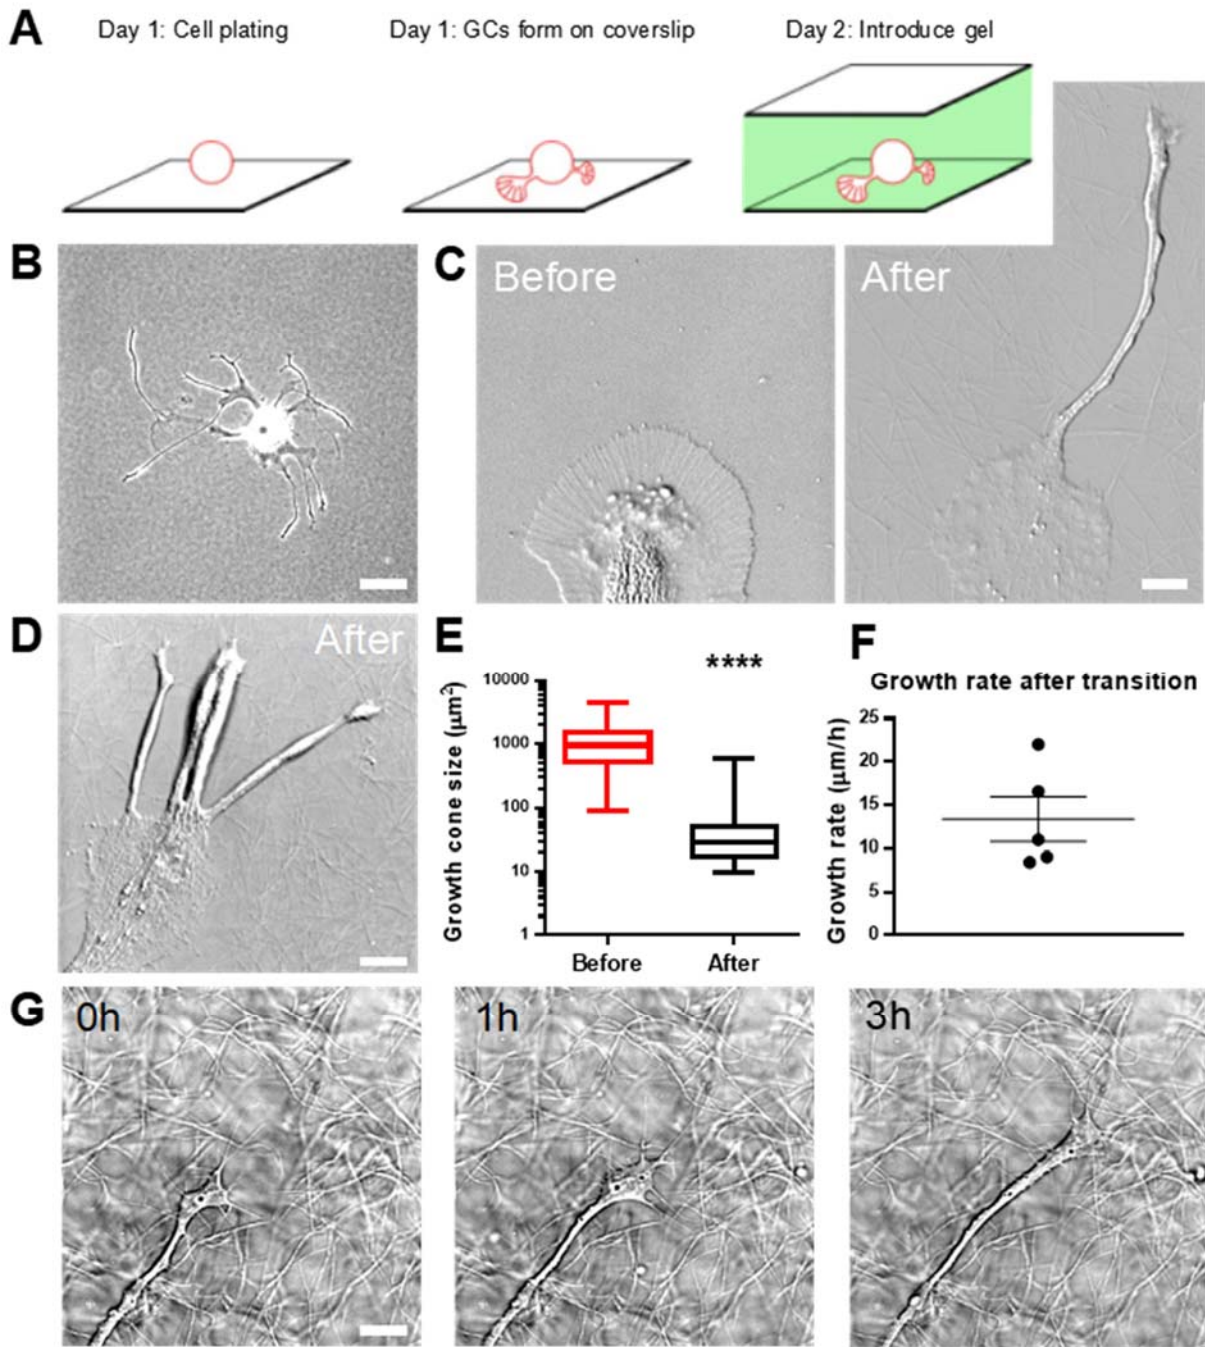 A
Day 1: Cell plating
Day 1: GCs form on coverslip
Day 2: Introduce gel
B
C
Before
After
D
After
E
****
Growth cone size (μm²)
10000
1000
100
10
1
Before
After
F
Growth rate after transition
Growth rate (μm/h)
25
20
15
10
5
0
G
0h
1h
3h